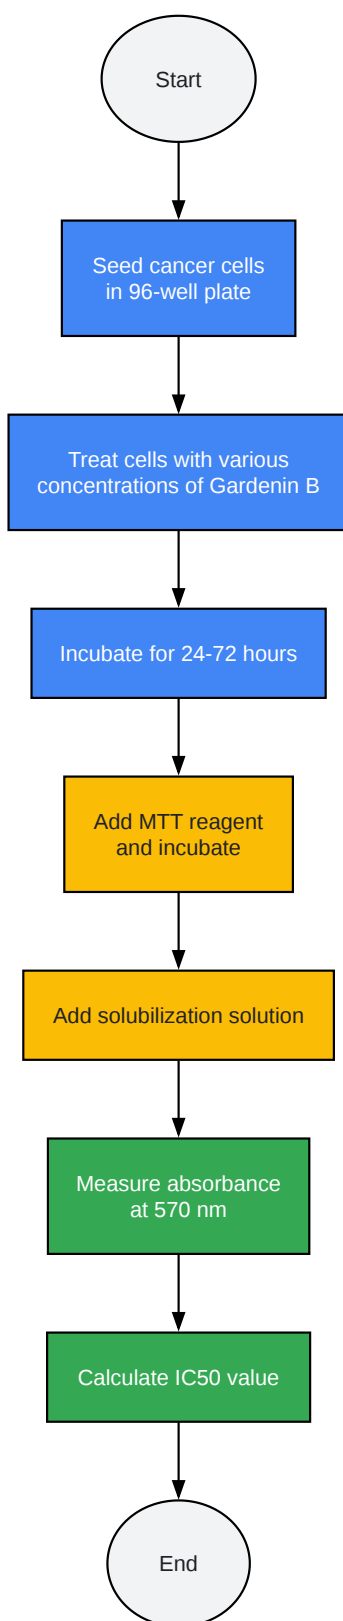 Start
Seed cancer cells
in 96-well plate
Treat cells with various
concentrations of Gardenin B
Incubate for 24-72 hours
Add MTT reagent
and incubate
Add solubilization solution
Measure absorbance
at 570 nm
Calculate IC50 value
End